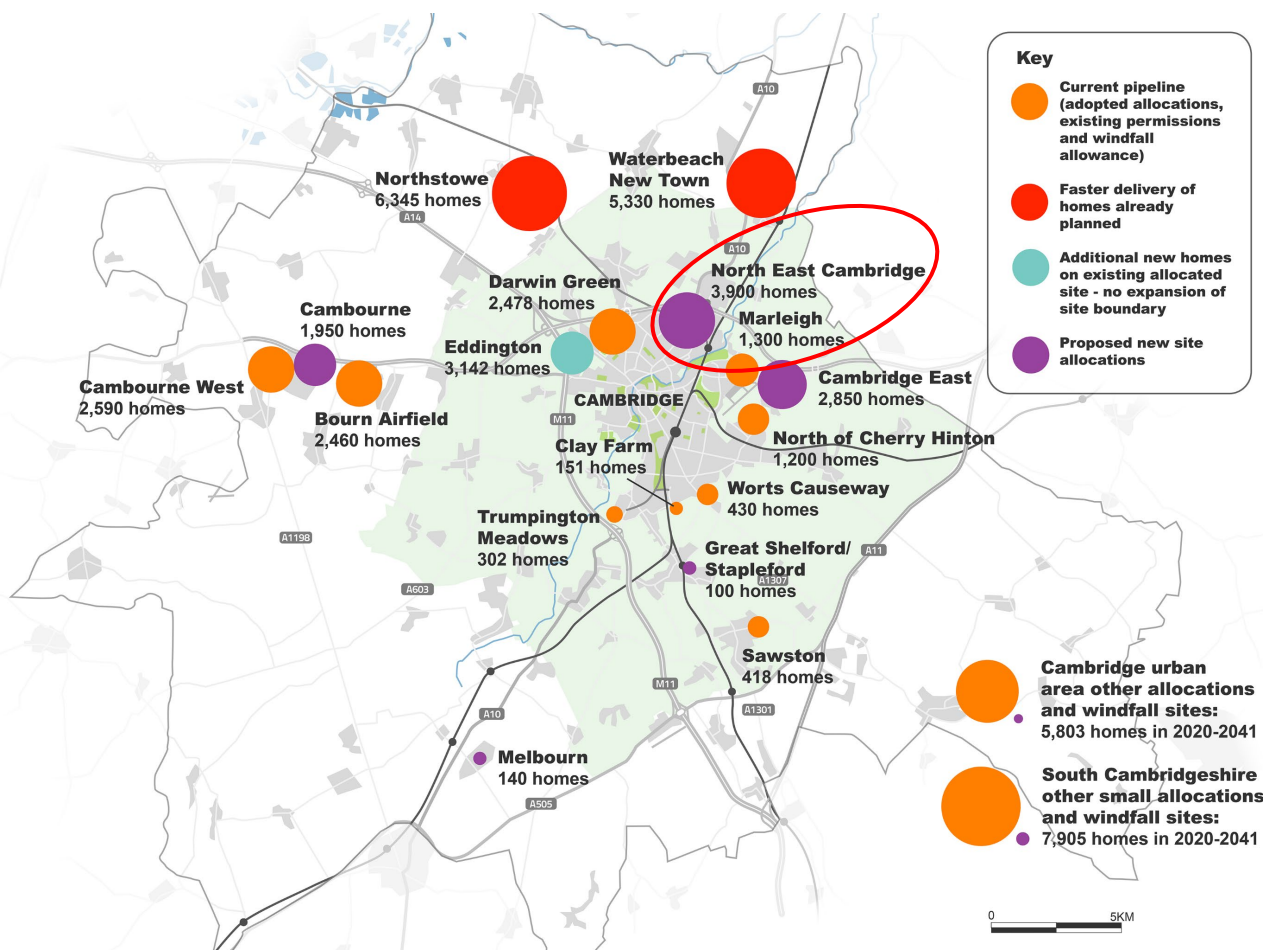 A10
Key
Current pipeline
(adopted allocations,
existing permissions
and windfall
allowance)
Faster delivery of
homes already
planned
Additional new homes
on existing allocated
site - no expansion of
site boundary
Proposed new site
allocations
Waterbeach
New Town
5,330 homes
Northstowe
6,345 homes
A14
A10
North East Cambridge
3,900 homes
Darwin Green
2,478 homes
Marleigh
1,300 homes
Cambourne
1,950 homes
Eddington
3,142 homes
Cambourne West
2,590 homes
Bourn Airfield
2,460 homes
CAMBRIDGE
Cambridge East
2,850 homes
M11
North of Cherry Hinton
1,200 homes
Clay Farm
151 homes
Worts Causeway
430 homes
Trumpington
Meadows
302 homes
A1198
Great Shelford/
Stapleford
100 homes
A11
A1307
A603
Sawston
418 homes
M11
A1301
A10
Melbourn
140 homes
A505
Cambridge urban
area other allocations
and windfall sites:
5,803 homes in 2020-2041
South Cambridgeshire
other small allocations
and windfall sites:
7,905 homes in 2020-2041
0 5KM